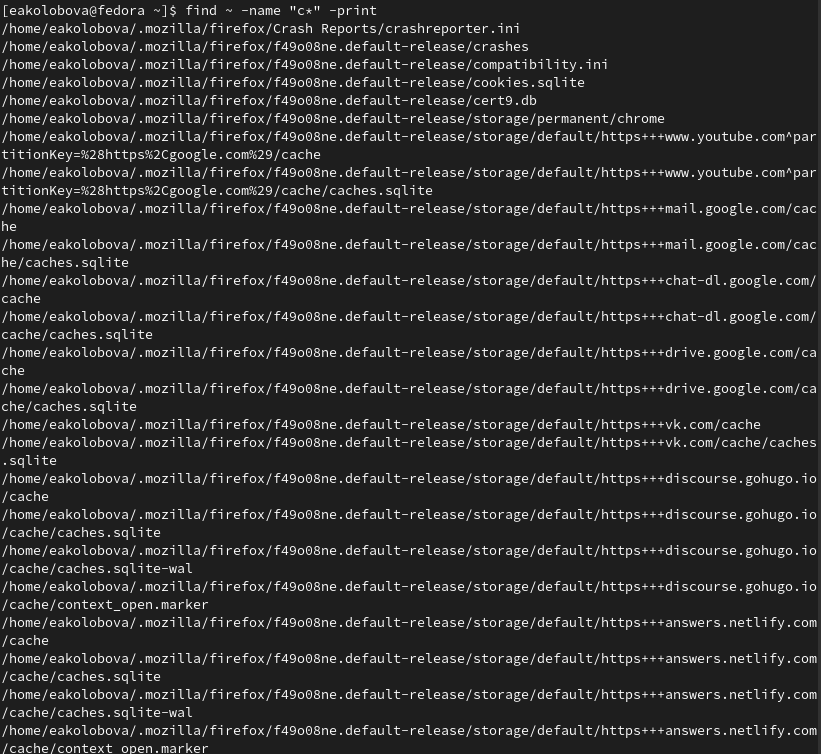 [eakolobova@fedora ~]$ find ~ -name "c*" -print
/home/eakolobova/.mozilla/firefox/Crash Reports/crashreporter.ini
/home/eakolobova/.mozilla/firefox/f49o08ne.default-release/crashes
/home/eakolobova/.mozilla/firefox/f49o08ne.default-release/compatibility.ini
/home/eakolobova/.mozilla/firefox/f49o08ne.default-release/cookies.sqlite
/home/eakolobova/.mozilla/firefox/f49o08ne.default-release/cert9.db
/home/eakolobova/.mozilla/firefox/f49o08ne.default-release/storage/permanent/chrome
/home/eakolobova/.mozilla/firefox/f49o08ne.default-release/storage/default/https+++www.youtube.com^par
titionKey=%28https%2Cgoogle.com%29/cache
/home/eakolobova/.mozilla/firefox/f49o08ne.default-release/storage/default/https+++www.youtube.com^par
titionKey=%28https%2Cgoogle.com%29/cache/caches.sqlite
/home/eakolobova/.mozilla/firefox/f49o08ne.default-release/storage/default/https+++mail.google.com/cac
he
/home/eakolobova/.mozilla/firefox/f49o08ne.default-release/storage/default/https+++mail.google.com/cac
he/caches.sqlite
/home/eakolobova/.mozilla/firefox/f49o08ne.default-release/storage/default/https+++chat-dl.google.com/
cache
/home/eakolobova/.mozilla/firefox/f49o08ne.default-release/storage/default/https+++chat-dl.google.com/
cache/caches.sqlite
/home/eakolobova/.mozilla/firefox/f49o08ne.default-release/storage/default/https+++drive.google.com/ca
che
/home/eakolobova/.mozilla/firefox/f49o08ne.default-release/storage/default/https+++drive.google.com/ca
che/caches.sqlite
/home/eakolobova/.mozilla/firefox/f49o08ne.default-release/storage/default/https+++vk.com/cache
/home/eakolobova/.mozilla/firefox/f49o08ne.default-release/storage/default/https+++vk.com/cache/caches
.sqlite
/home/eakolobova/.mozilla/firefox/f49o08ne.default-release/storage/default/https+++discourse.gohugo.io
/cache
/home/eakolobova/.mozilla/firefox/f49o08ne.default-release/storage/default/https+++discourse.gohugo.io
/cache/caches.sqlite
/home/eakolobova/.mozilla/firefox/f49o08ne.default-release/storage/default/https+++discourse.gohugo.io
/cache/caches.sqlite-wal
/home/eakolobova/.mozilla/firefox/f49o08ne.default-release/storage/default/https+++discourse.gohugo.io
/cache/context_open.marker
/home/eakolobova/.mozilla/firefox/f49o08ne.default-release/storage/default/https+++answers.netlify.com
/cache
/home/eakolobova/.mozilla/firefox/f49o08ne.default-release/storage/default/https+++answers.netlify.com
/cache/caches.sqlite
/home/eakolobova/.mozilla/firefox/f49o08ne.default-release/storage/default/https+++answers.netlify.com
/cache/caches.sqlite-wal
/home/eakolobova/.mozilla/firefox/f49o08ne.default-release/storage/default/https+++answers.netlify.com
/cache/context_open.marker